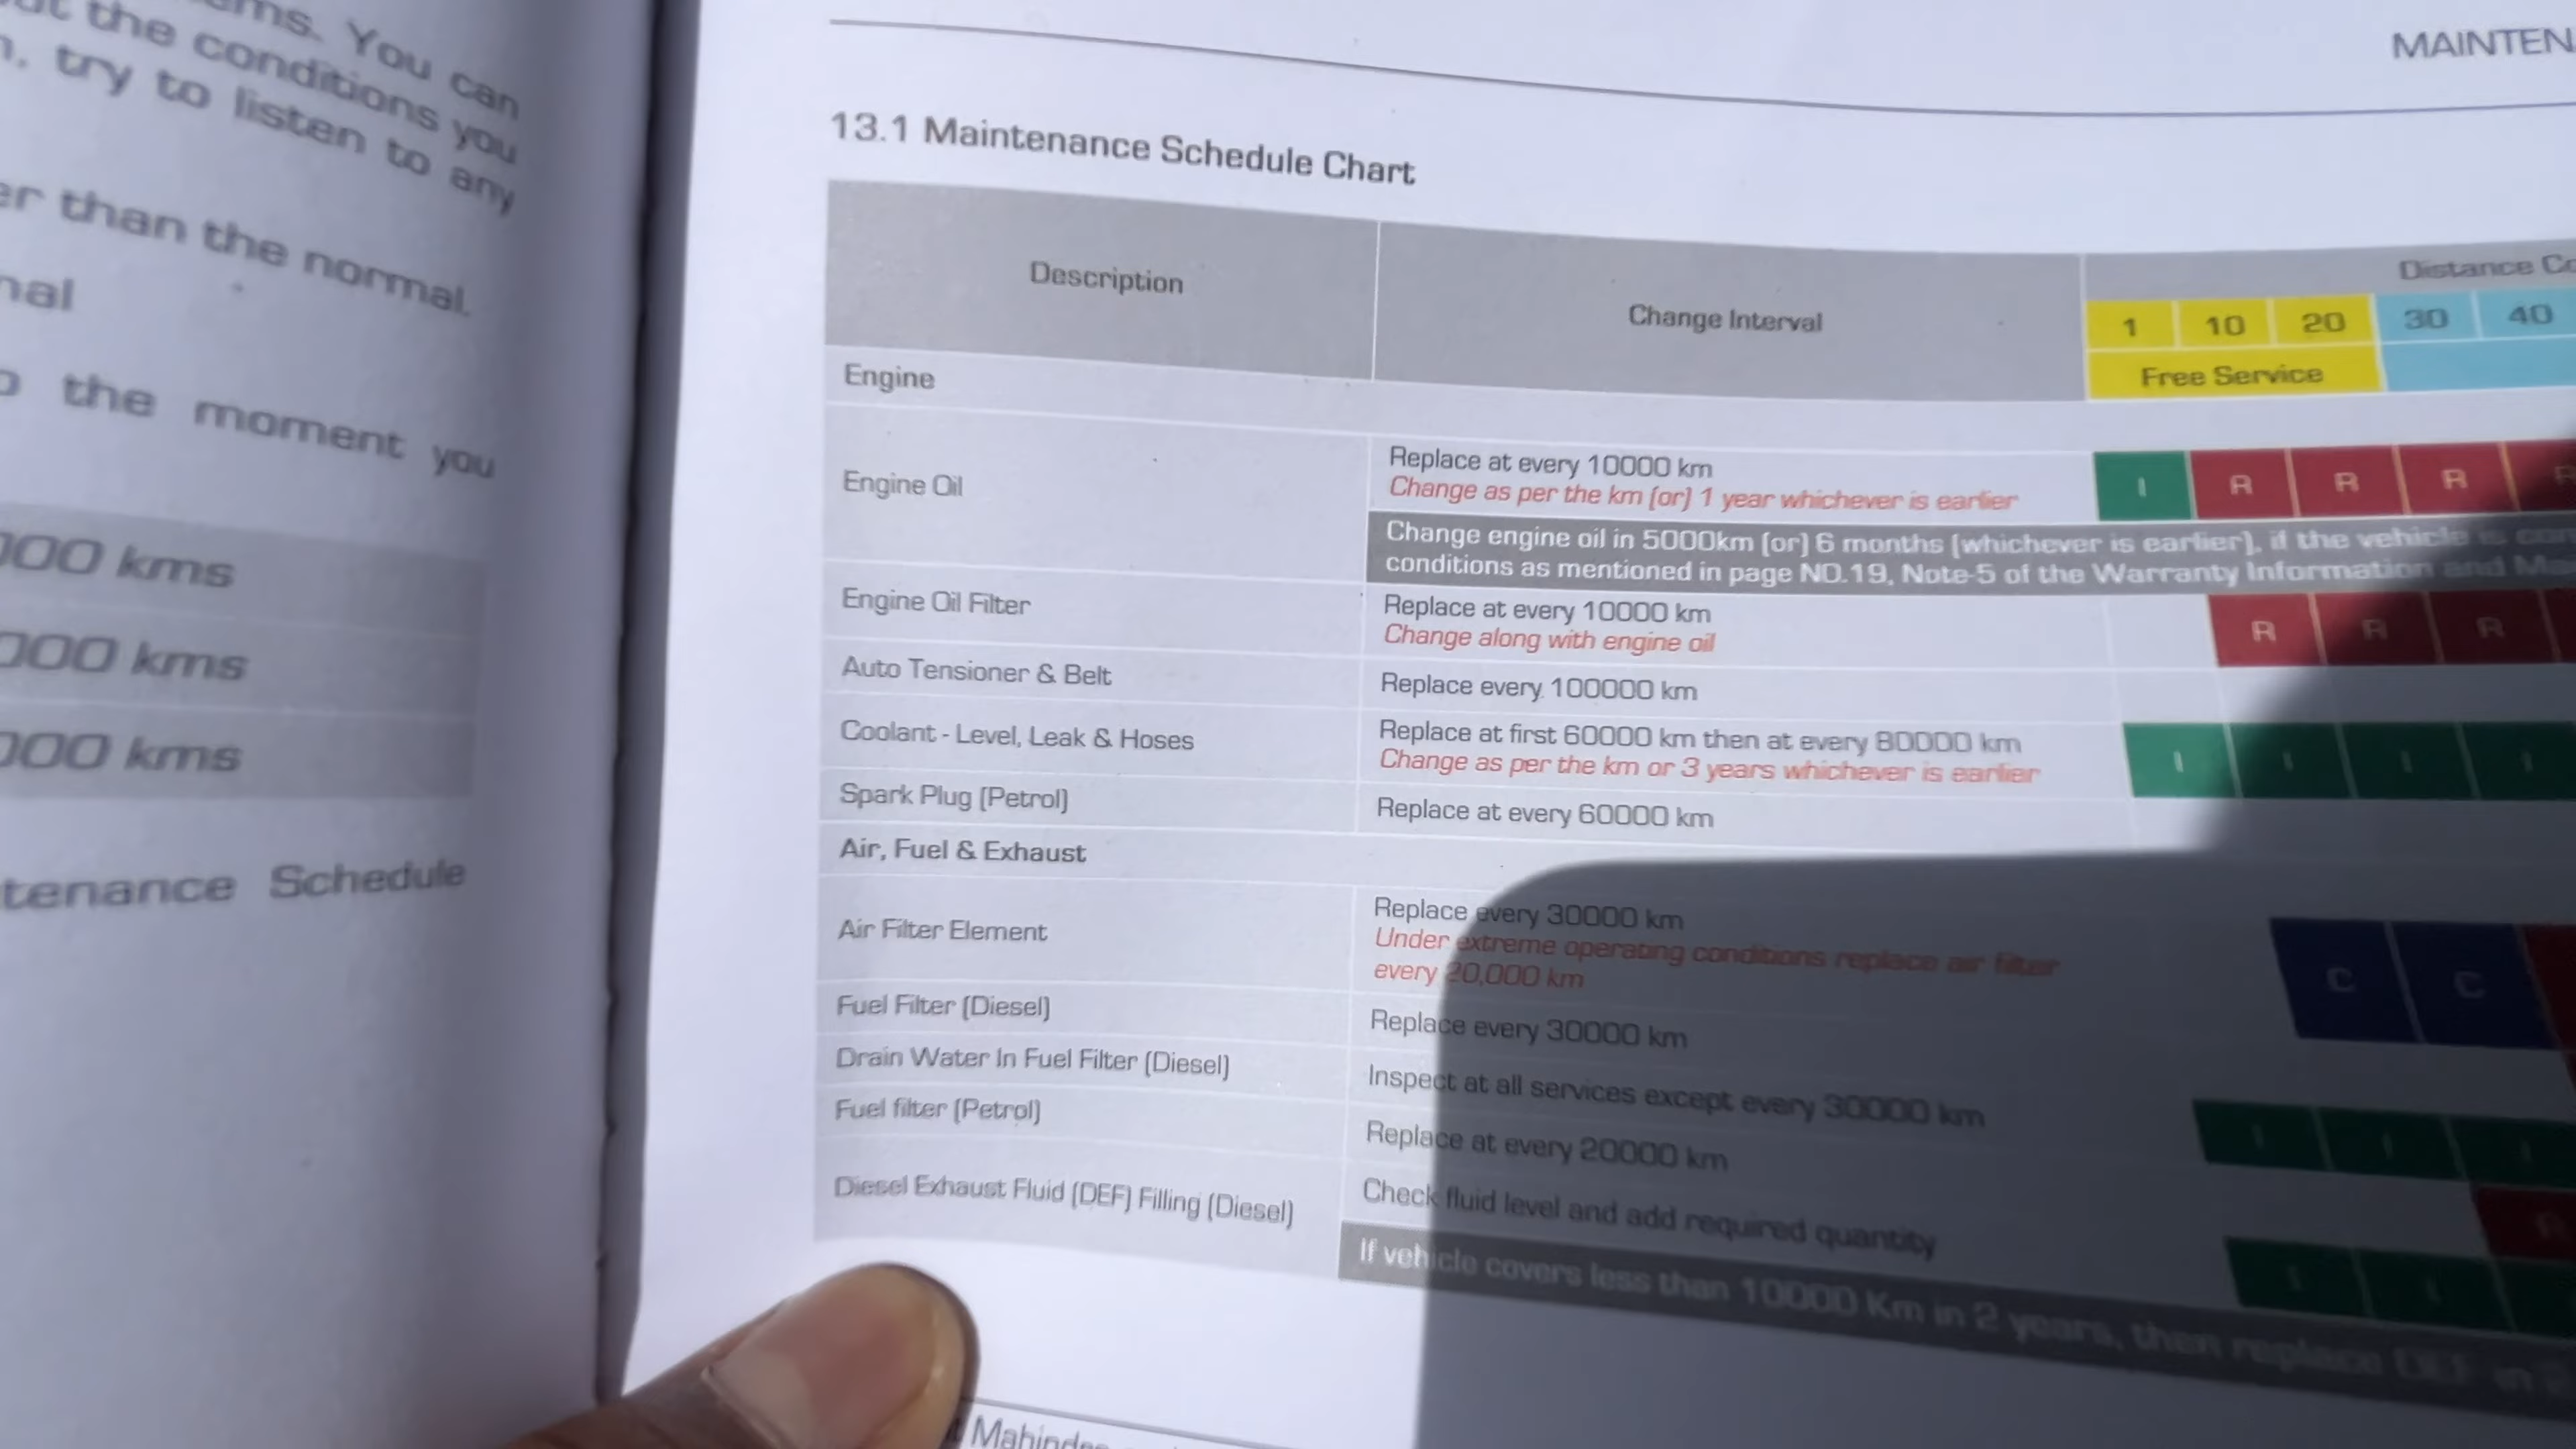 You can
the conditions you
try to listen to any
than the normal.
the moment you
000 kms
000 kms
000 kms
Schedule
13.1 Maintenance Schedule Chart
Description
Change Interval
1 10 20 30 40
Free Service
Engine
Engine Oil
Replace at every 10000 km
Change as per the km (or) 1 year whichever is earlier
I R R R
Change engine oil in 5000km (or) 6 months (whichever is earlier), if the vehicle is
conditions as mentioned in page NO.19, Note-5 of the Warranty Information and
Engine Oil Filter
Replace at every 10000 km
Change along with engine oil
R R R
Auto Tensioner & Belt
Replace every 100000 km
Coolant - Level, Leak & Hoses
Replace at first 60000 km then at every 80000 km
Change as per the km or 3 years whichever is earlier
I I I I
Spark Plug (Petrol)
Replace at every 60000 km
Air, Fuel & Exhaust
Air Filter Element
Replace every 30000 km
Under extreme operating conditions replace air filter
every 20,000 km
C C
Fuel Filter (Diesel)
Replace every 30000 km
Drain Water In Fuel Filter (Diesel)
Inspect at all services except every 30000 km
I I I
Fuel filter (Petrol)
Replace at every 20000 km
R
Diesel Exhaust Fluid (DEF) Filling (Diesel)
Check fluid level and add required quantity
I I
If vehicle covers less than 10000 Km in 2 years, then replace DEF in